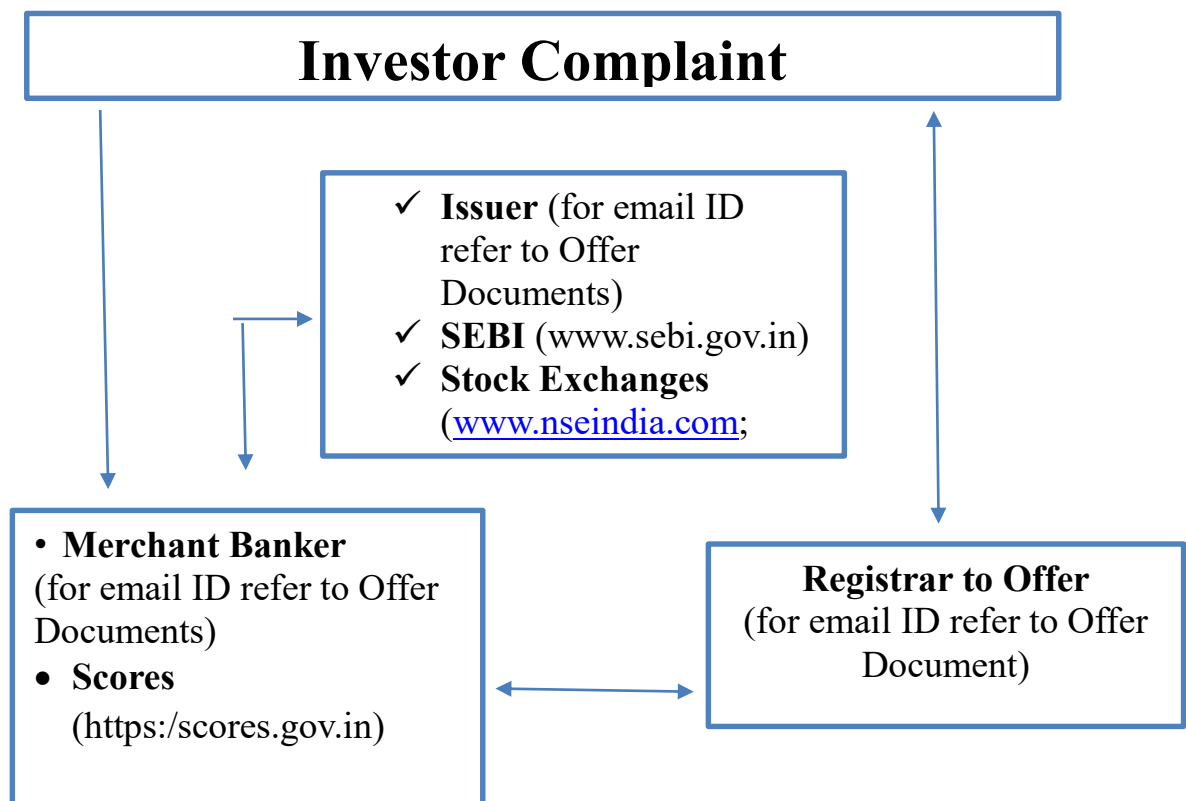 Investor Complaint
✓ Issuer (for email ID
refer to Offer
Documents)
✓ SEBI (www.sebi.gov.in)
✓ Stock Exchanges
(www.nseindia.com;
• Merchant Banker
(for email ID refer to Offer
Documents)
• Scores
(https:/scores.gov.in)
Registrar to Offer
(for email ID refer to Offer
Document)